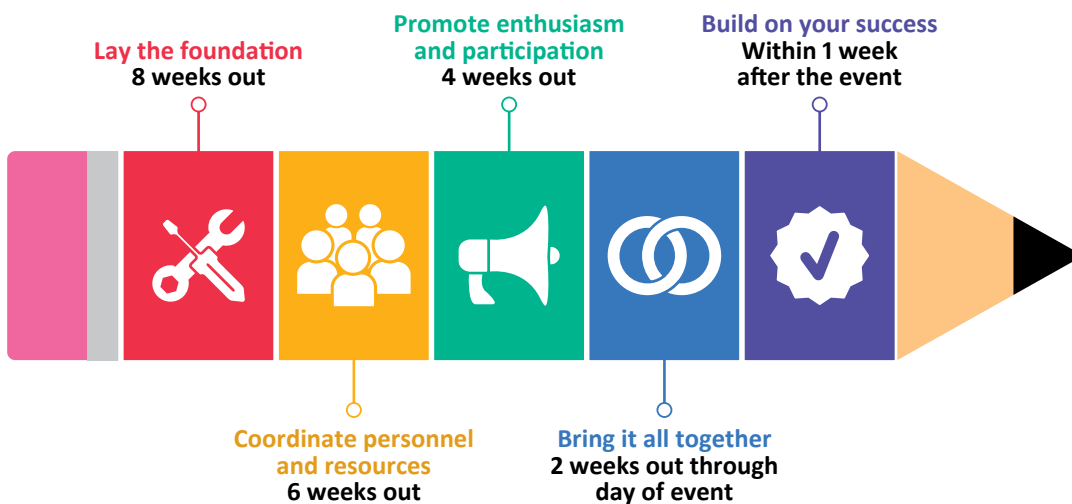 Lay the foundation
8 weeks out
Coordinate personnel
and resources
6 weeks out
Promote enthusiasm
and participation
4 weeks out
Bring it all together
2 weeks out through
day of event
Build on your success
Within 1 week
after the event